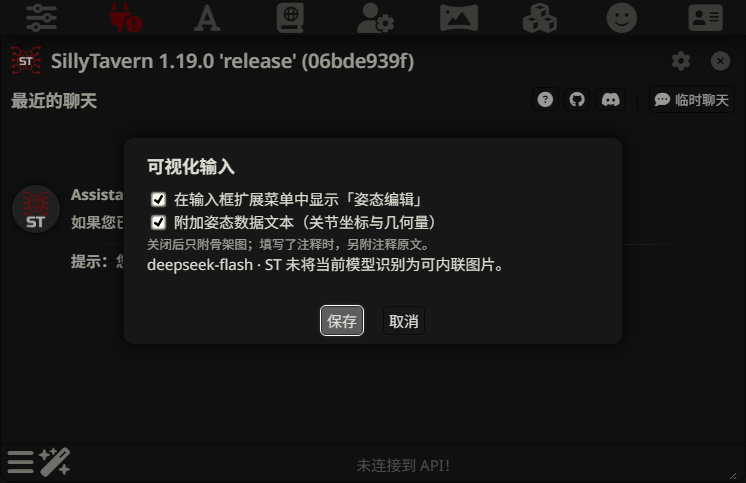 SillyTavern 1.19.0 'release' (06bde939f)
最近的聊天
临时聊天
可视化输入
在输入框扩展菜单中显示「姿态编辑」
附加姿态数据文本（关节坐标与几何量）
关闭后只附骨架图；填写了注释时，另附注释原文。
deepseek-flash · ST 未将当前模型识别为可内联图片。
保存 取消
ST
Assista
如果您已
提示：您
未连接到 API!